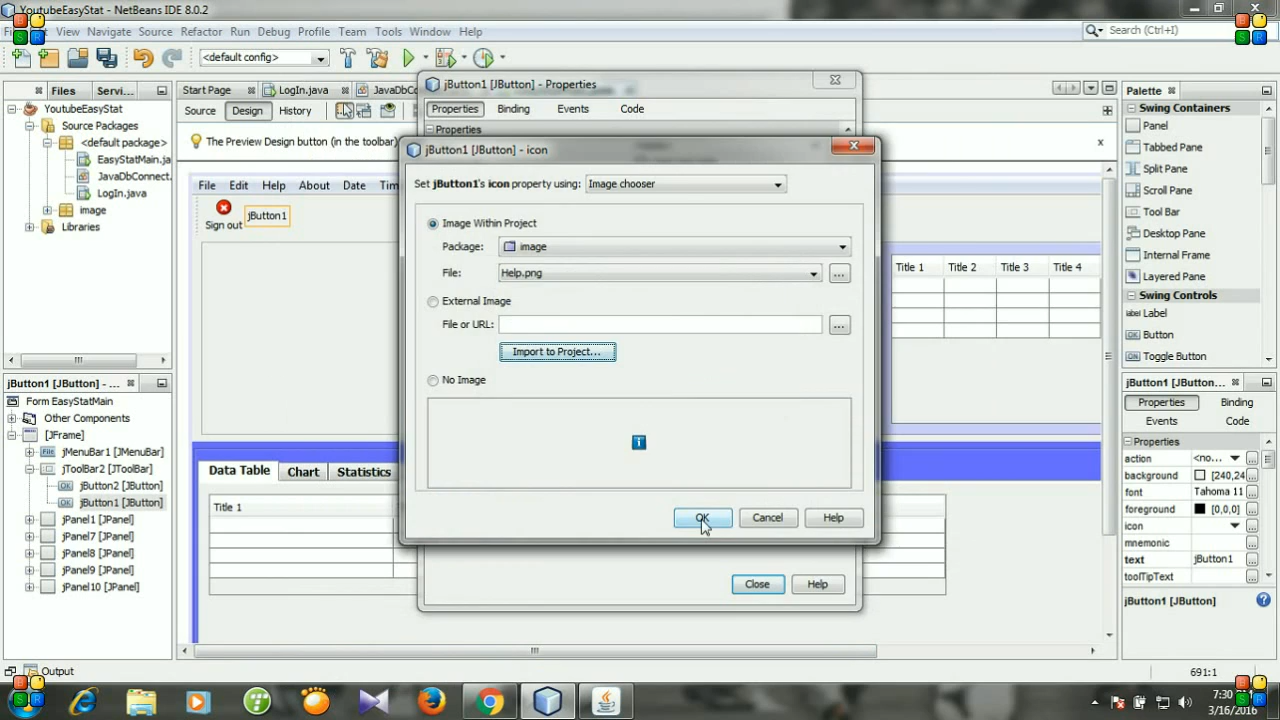 YoutubeEasyStat - NetBeans IDE 8.0.2
View Navigate Source Refactor Run Debug Profile Team Tools Window Help
Search (Ctrl+I)
<default config>
Files Servi...
YoutubeEasyStat
Source Packages
<default package>
EasyStatMain.ja
JavaDbConnect.
LogIn.java
image
Libraries
Start Page LogIn.java JavaDbCo
Source Design History
The Preview Design button (in the toolbar)
File Edit Help About Date Tim
Sign out
jButton1
Title 1 Title 2 Title 3 Title 4
Data Table Chart Statistics
Title 1
jButton1 [JButton] - Properties
Properties Binding Events Code
Properties
jButton1 [JButton] - icon
Set jButton1's icon property using: Image chooser
Image Within Project
Package: image
File: Help.png
...
External Image
File or URL:
...
Import to Project...
No Image
OK Cancel Help
Close Help
Palette
Swing Containers
Panel
Tabbed Pane
Split Pane
Scroll Pane
Tool Bar
Desktop Pane
Internal Frame
Layered Pane
Swing Controls
label Label
Button
Toggle Button
jButton1 [JButton] - ...
Form EasyStatMain
Other Components
[JFrame]
jMenuBar1 [JMenuBar]
jToolBar2 [JToolBar]
jButton2 [JButton]
jButton1 [JButton]
jPanel1 [JPanel]
jPanel7 [JPanel]
jPanel8 [JPanel]
jPanel9 [JPanel]
jPanel10 [JPanel]
jButton1 [JButton]...
Properties Binding
Events Code
Properties
action <no...
background [240,24
font Tahoma 11
foreground [0,0,0]
icon
mnemonic
text jButton1
toolTipText
jButton1 [JButton]
Output
691:1
7:30
3/16/2016